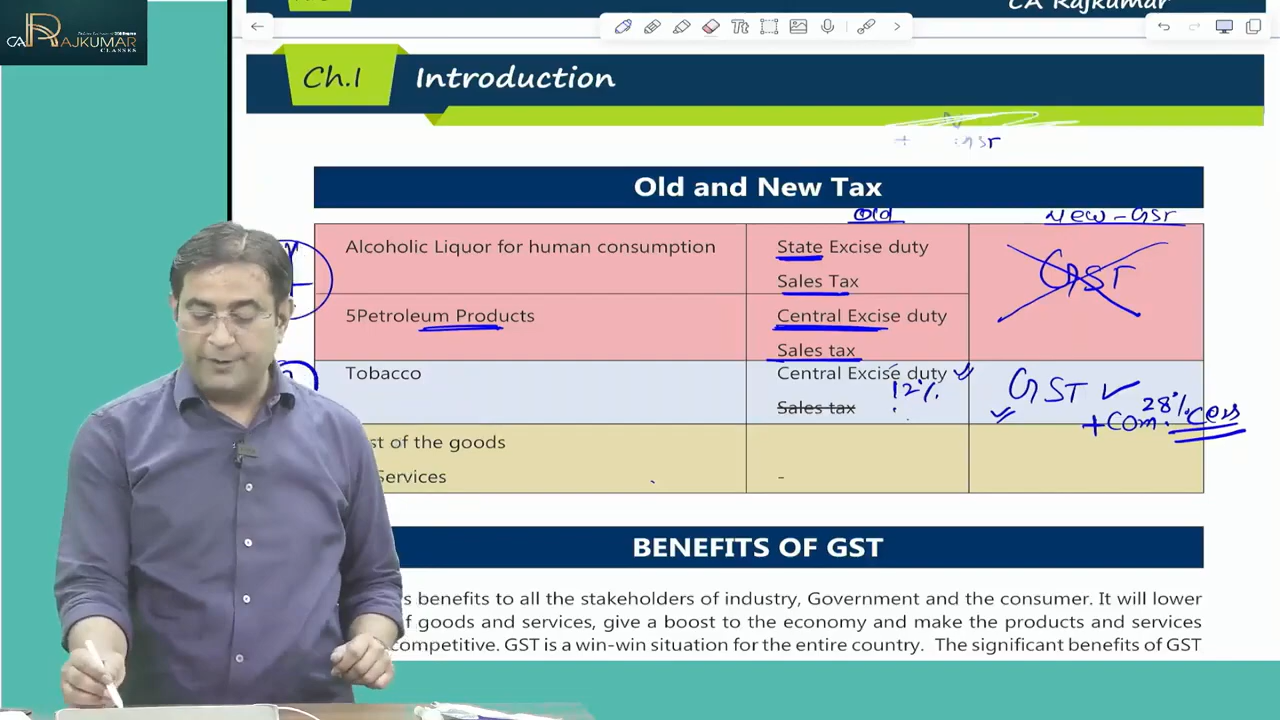 CA Rajkumar
CA RAJKUMAR
CLASSES
Ch.1 Introduction
+ GST
Old and New Tax
Old New-GST
Alcoholic Liquor for human consumption State Excise duty
Sales Tax GST
5Petroleum Products Central Excise duty
Sales tax
Tobacco Central Excise duty GST
12% 28%
Sales tax + Com. Cess
st of the goods
Services -
BENEFITS OF GST
s benefits to all the stakeholders of industry, Government and the consumer. It will lower
f goods and services, give a boost to the economy and make the products and services
competitive. GST is a win-win situation for the entire country. The significant benefits of GST